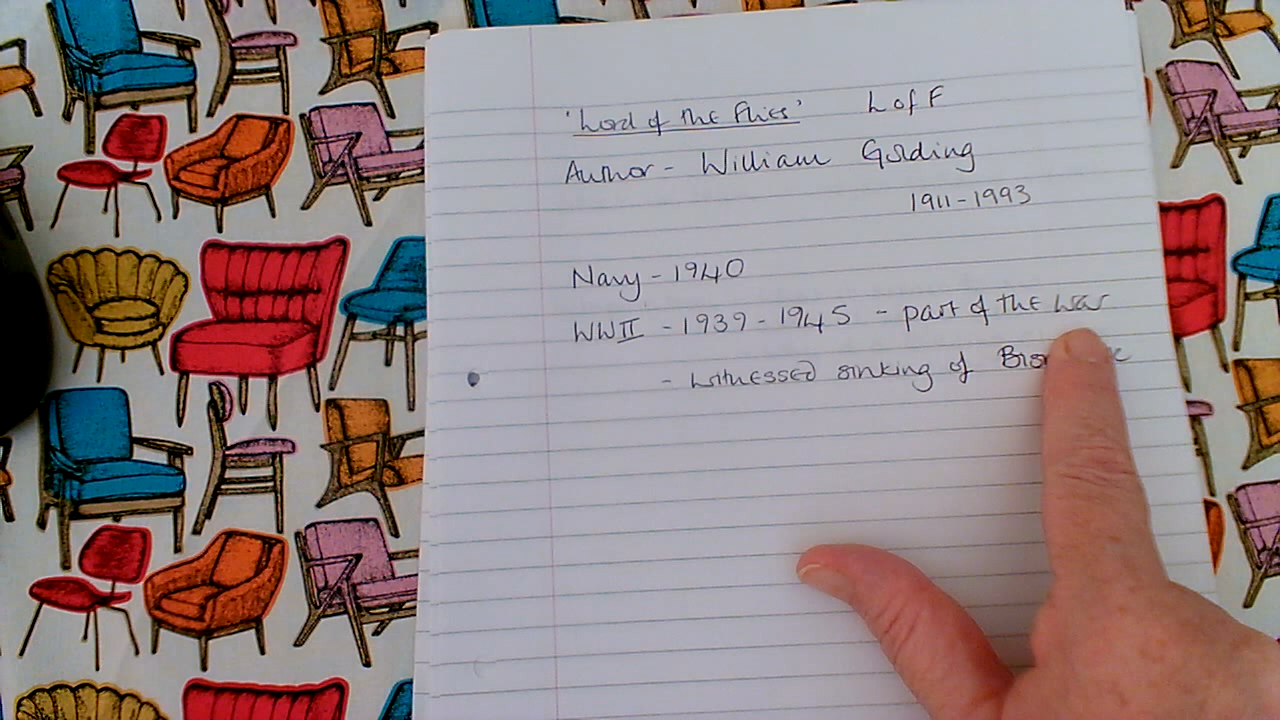 'Lord of the Flies' L of F
Author - William Golding
1911 - 1993
Navy - 1940
WWII - 1939 - 1945 - part of the war
- witnessed sinking of